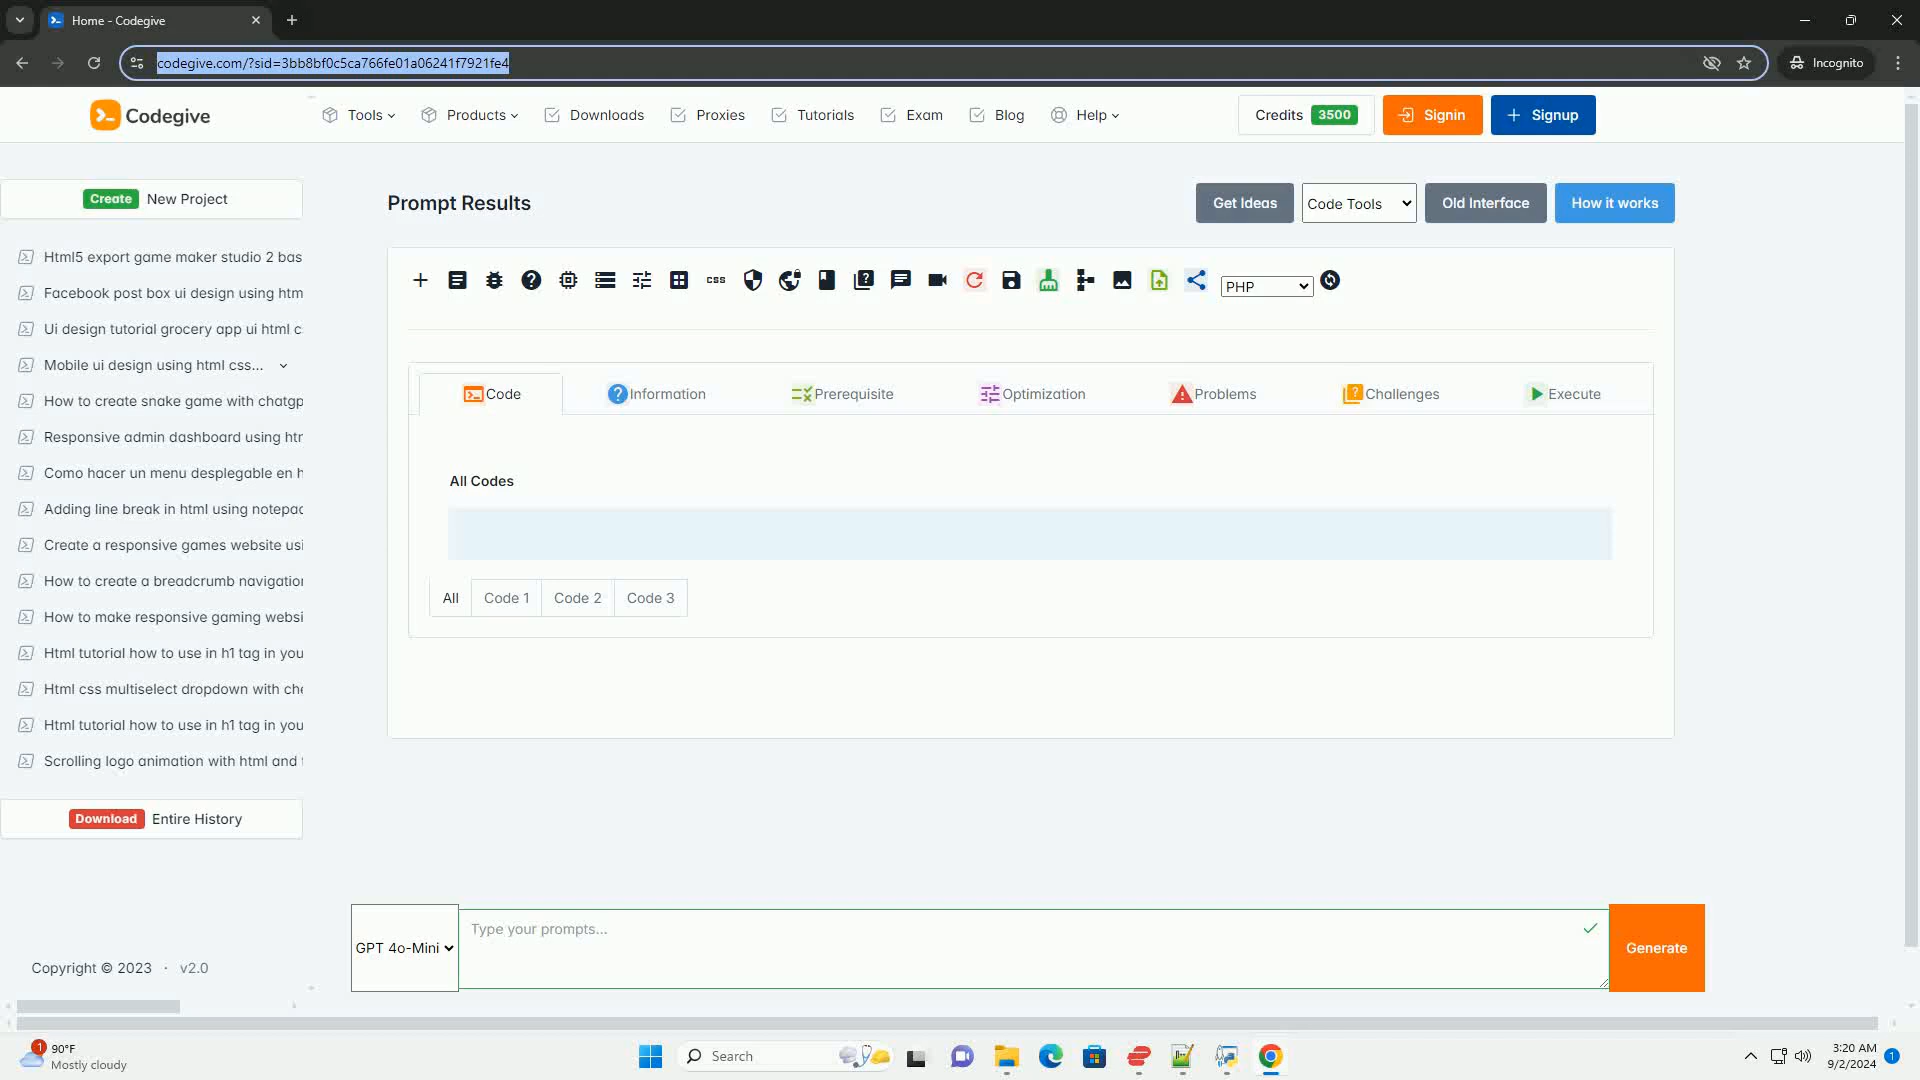 Home - Codegive
codegive.com/?sid=3bb8bf0c5ca766fe01a06241f7921fe4
Incognito
Codegive
Tools
Products
Downloads
Proxies
Tutorials
Exam
Blog
Help
Credits 3500
Signin
Signup
Create New Project
Html5 export game maker studio 2 bas
Facebook post box ui design using htm
Ui design tutorial grocery app ui html c
Mobile ui design using html css...
How to create snake game with chatgp
Responsive admin dashboard using
Como hacer un menu desplegable en
Adding line break in html using
Create a responsive games website usi
How to create a breadcrumb
How to make responsive gaming websi
Html tutorial how to use in h1 tag in you
Html css multiselect dropdown with
Html tutorial how to use in h1 tag in you
Scrolling logo animation with html and
Download Entire History
Copyright © 2023 · v2.0
Prompt Results
Get Ideas
Code Tools
Old Interface
How it works
css
PHP
Code
Information
Prerequisite
Optimization
Problems
Challenges
Execute
All Codes
All
Code 1
Code 2
Code 3
GPT 4o-Mini
Type your prompts...
Generate
1
90°F
Mostly cloudy
Search
3:20 AM
9/2/2024
1